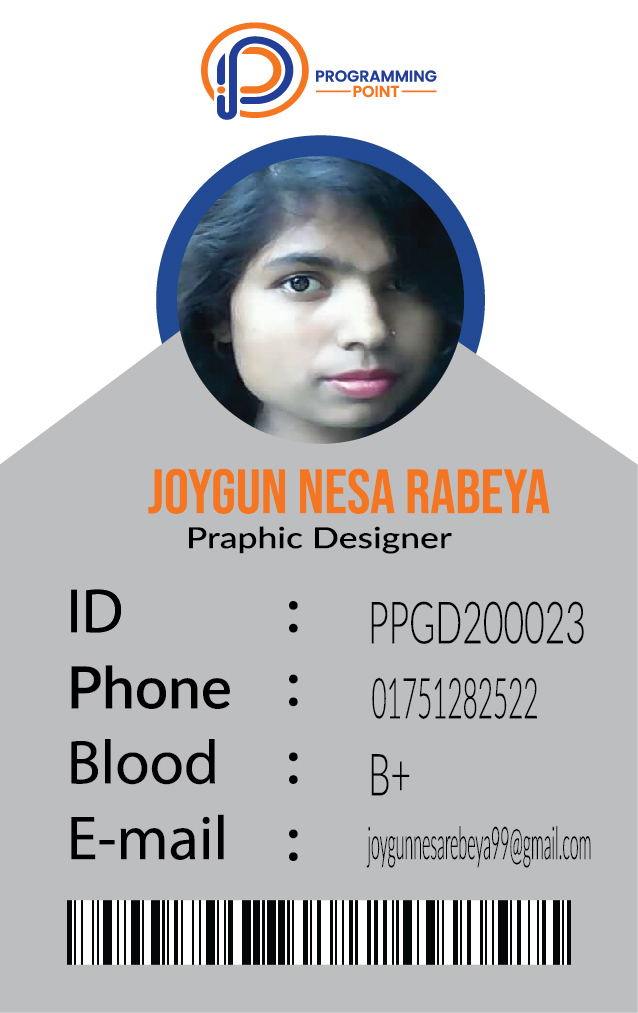 PROGRAMMING
POINT
JOYGUN NESA RABEYA
Praphic Designer
ID : PPGD200023
Phone : 01751282522
Blood : B+
E-mail : joygunnesarebeya99@gmail.com